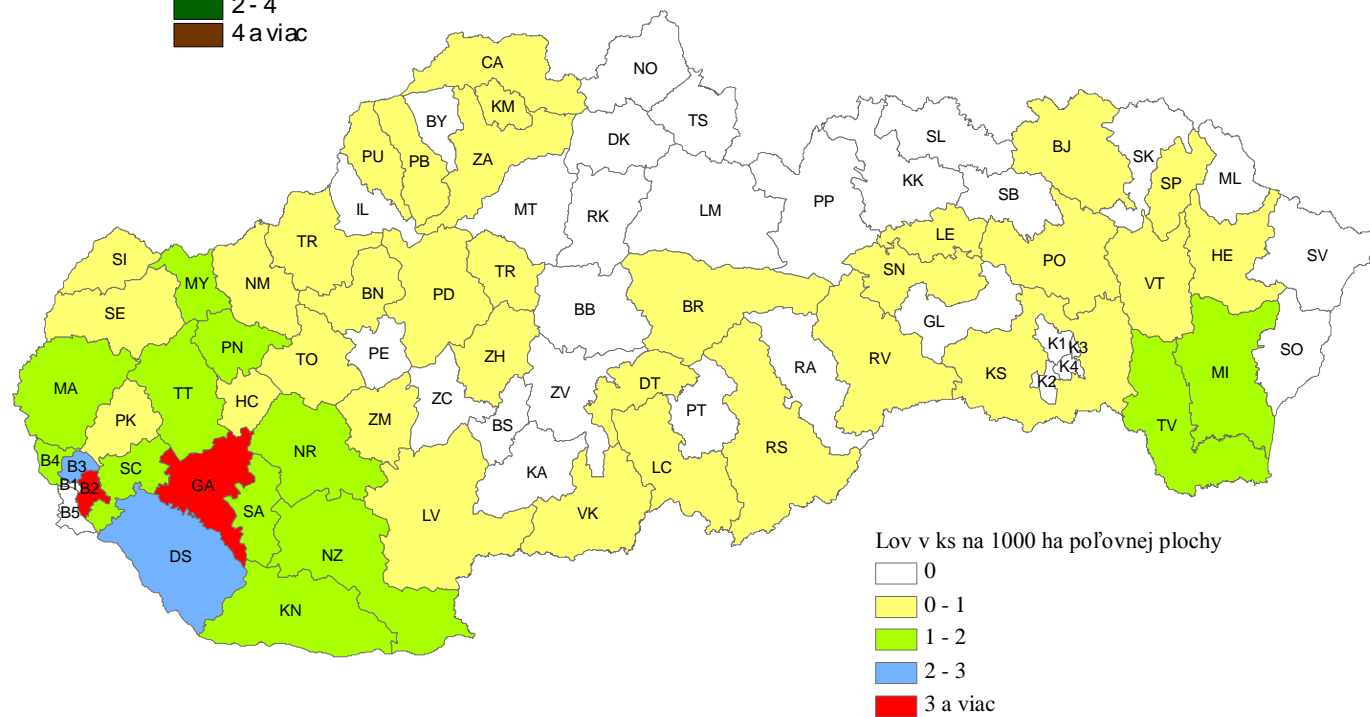 2 - 4
4 a viac
CA
NO
KM
BY
TS
DK
SL
BJ
SK
PU
PB
ZA
KK
SP
ML
SB
IL
MT
RK
LM
PP
TR
LE
SI
MY
NM
TR
SN
PO
HE
SV
BN
PD
VT
SE
BB
BR
GL
PN
TO
PE
ZH
RV
K1
K3
SO
MA
TT
DT
RA
KS
K4
K2
MI
HC
ZC
ZV
PT
PK
ZM
BS
TV
NR
RS
B4
B3
SC
LC
KA
B1
B2
GA
B5
SA
LV
VK
DS
NZ
KN
Lov v ks na 1000 ha poľovnej plochy
0
0 - 1
1 - 2
2 - 3
3 a viac